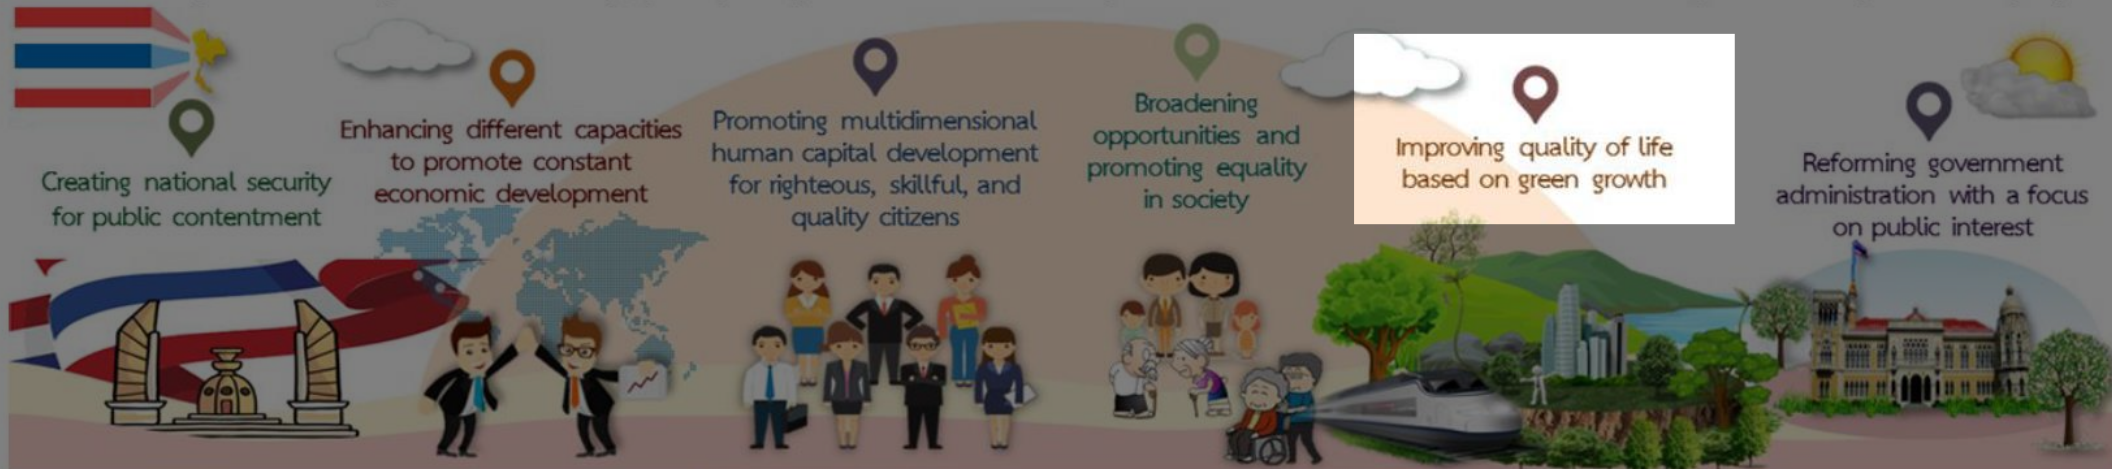 Creating national security
for public contentment
Enhancing different capacities
to promote constant
economic development
Promoting multidimensional
human capital development
for righteous, skillful, and
quality citizens
Broadening
opportunities and
promoting equality
in society
Improving quality of life
based on green growth
Reforming government
administration with a focus
on public interest